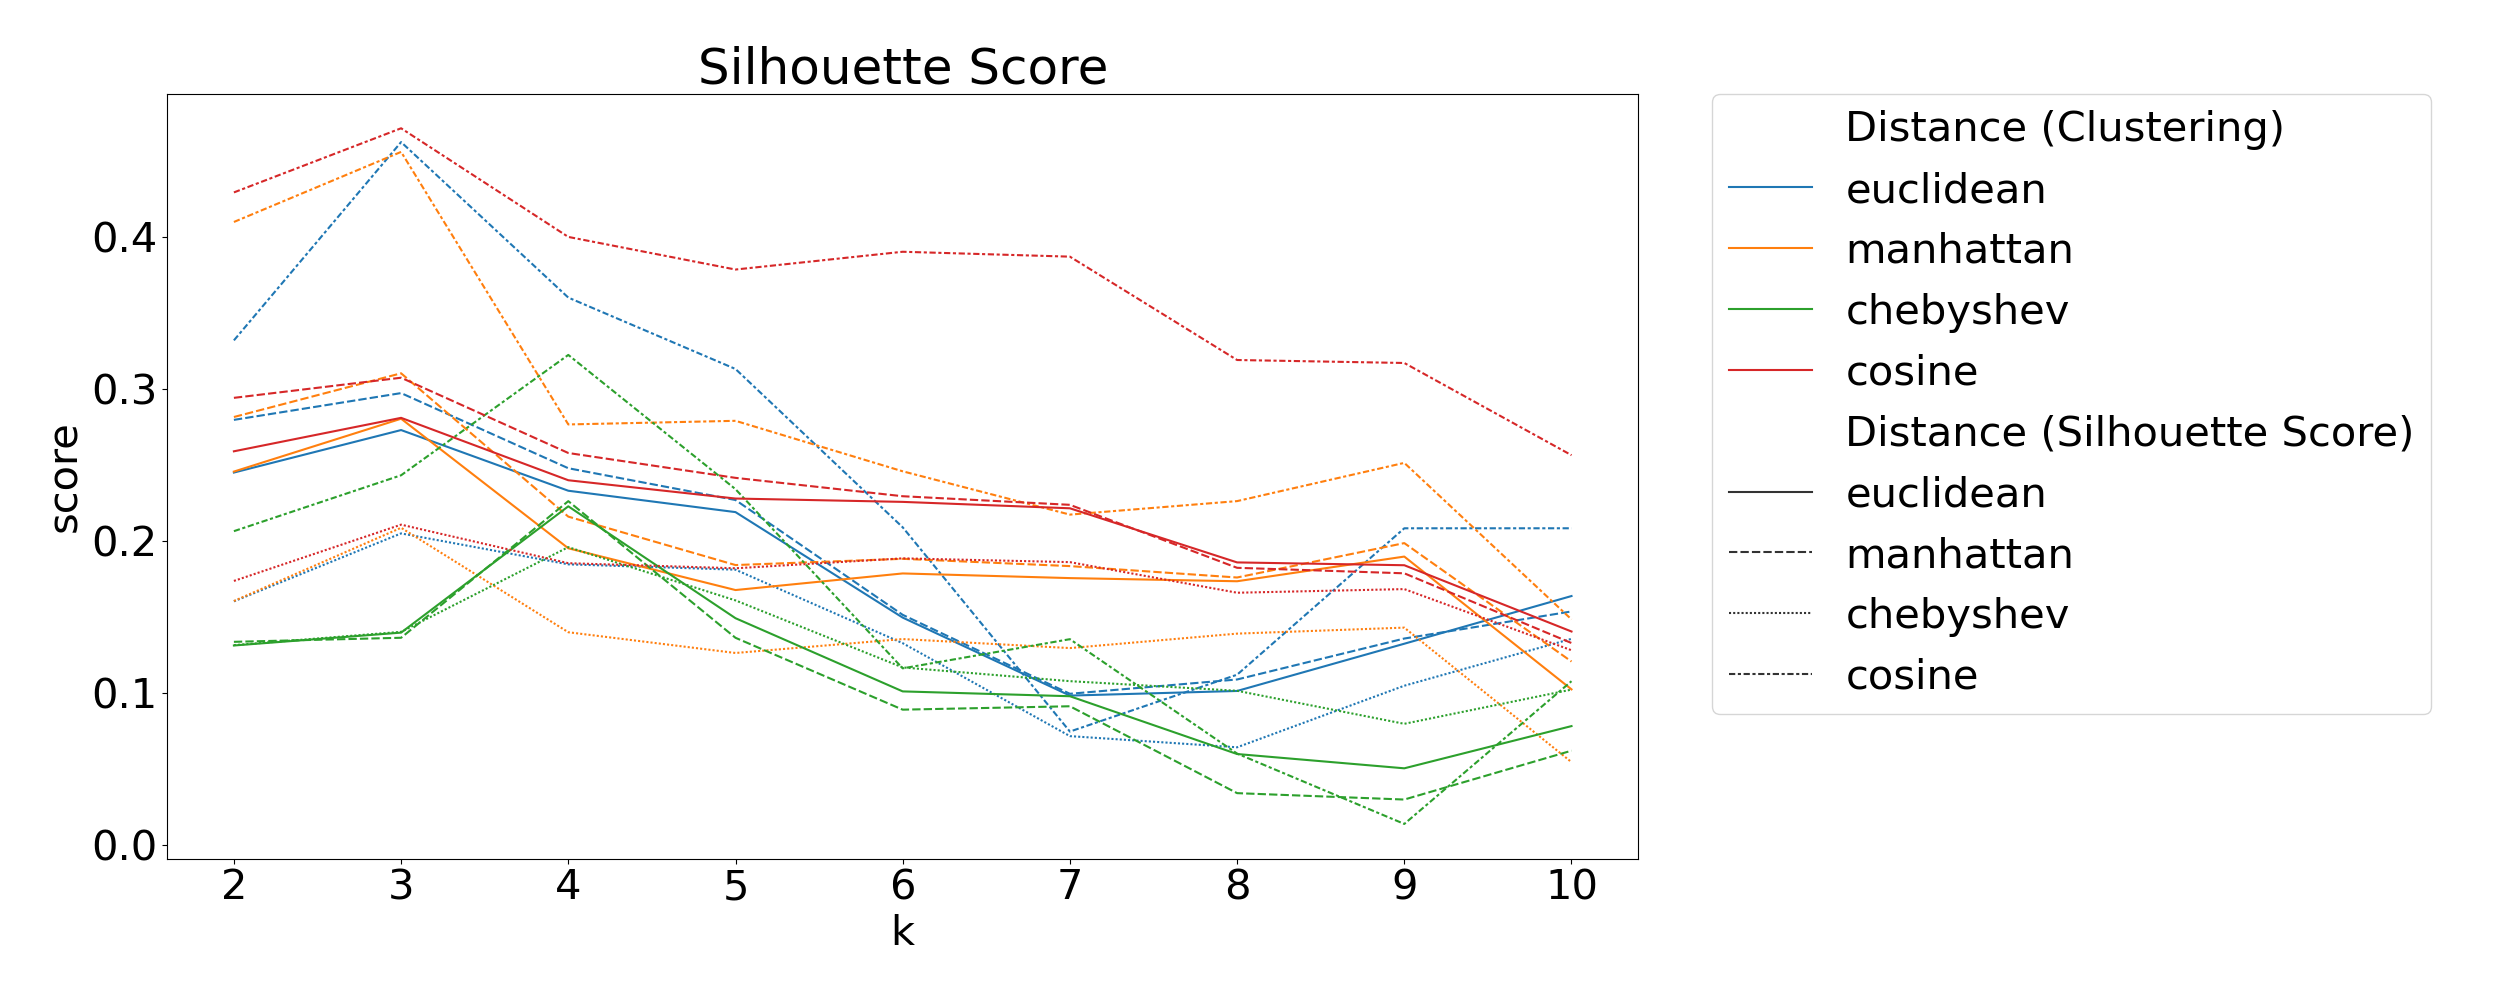 Silhouette Score
score
0.4
0.3
0.2
0.1
0.0
2 3 4 5 6 7 8 9 10
k
Distance (Clustering)
euclidean
manhattan
chebyshev
cosine
Distance (Silhouette Score)
euclidean
manhattan
chebyshev
cosine